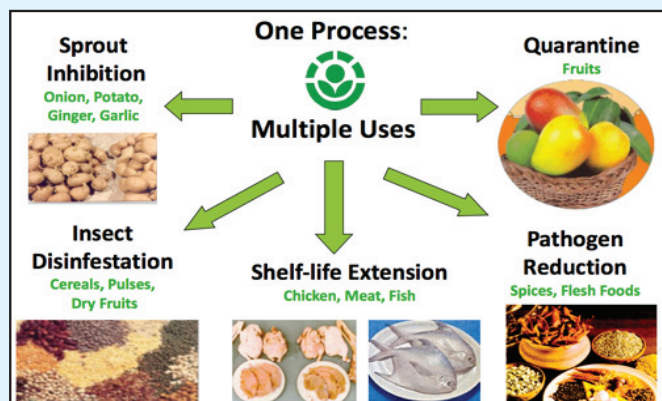 One Process:
Multiple Uses
Sprout
Inhibition
Onion, Potato,
Ginger, Garlic
Quarantine
Fruits
Insect
Disinfestation
Cereals, Pulses,
Dry Fruits
Shelf-life Extension
Chicken, Meat, Fish
Pathogen
Reduction
Spices, Flesh Foods